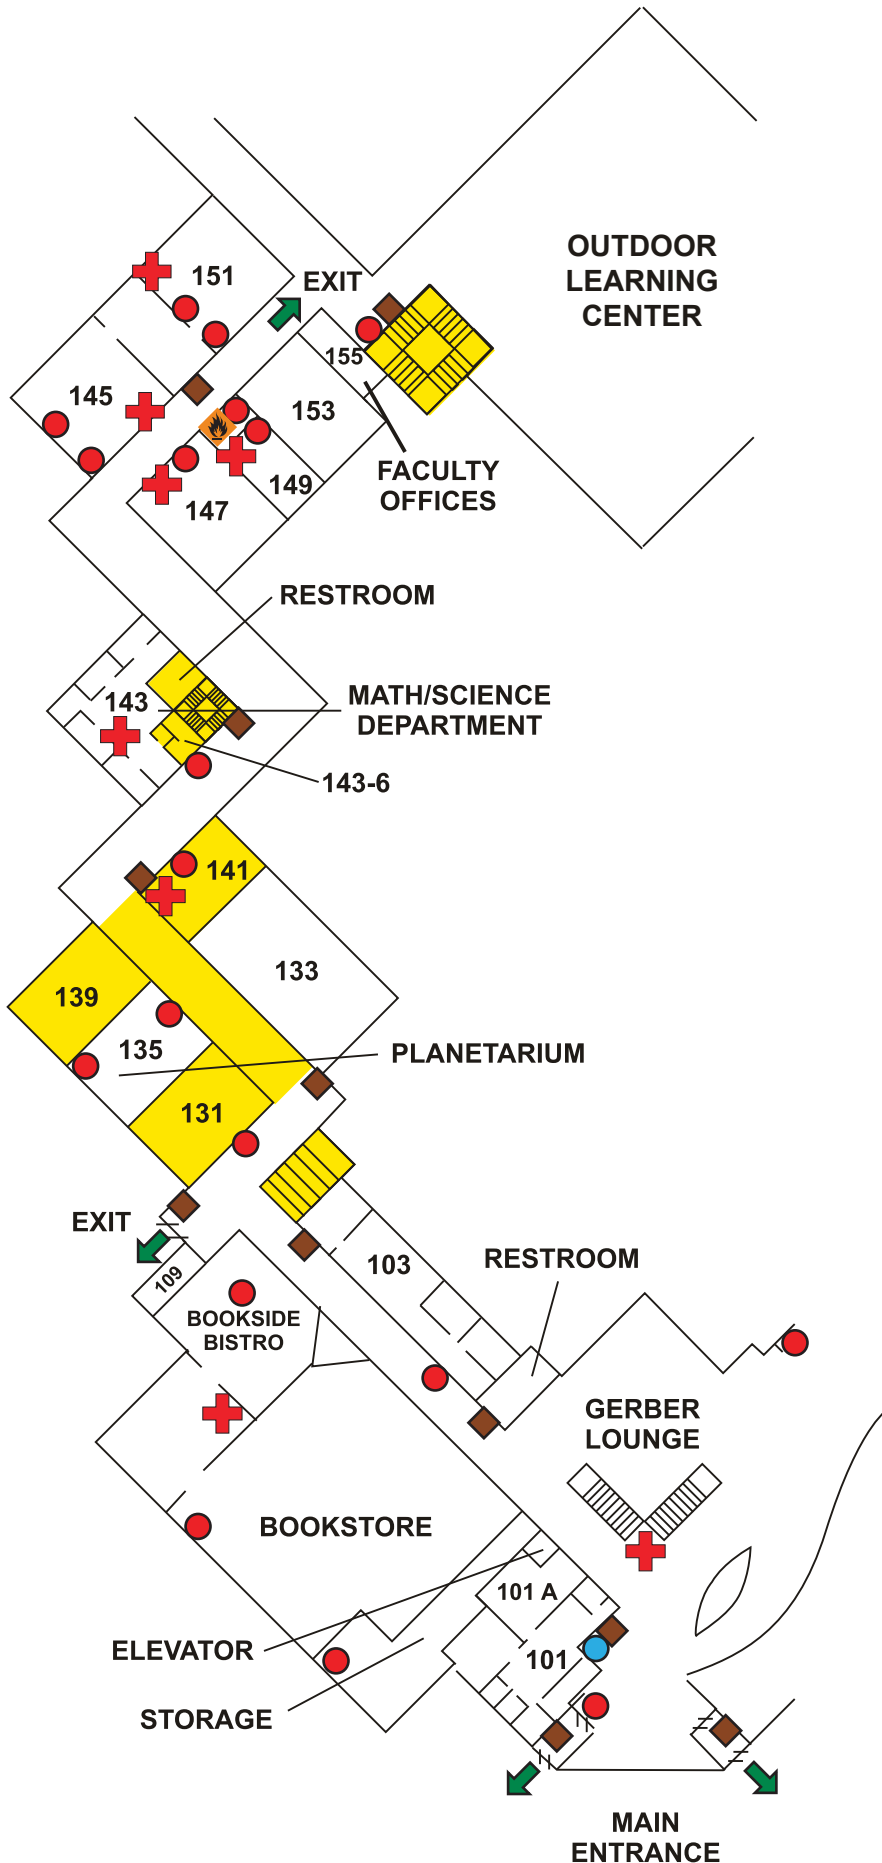 OUTDOOR
LEARNING
CENTER
151
EXIT
155
145
153
FACULTY
OFFICES
149
147
RESTROOM
143
MATH/SCIENCE
DEPARTMENT
143-6
141
133
139
135
PLANETARIUM
131
EXIT
109
103
RESTROOM
BOOKSIDE
BISTRO
GERBER
LOUNGE
BOOKSTORE
101 A
ELEVATOR
101
STORAGE
MAIN
ENTRANCE